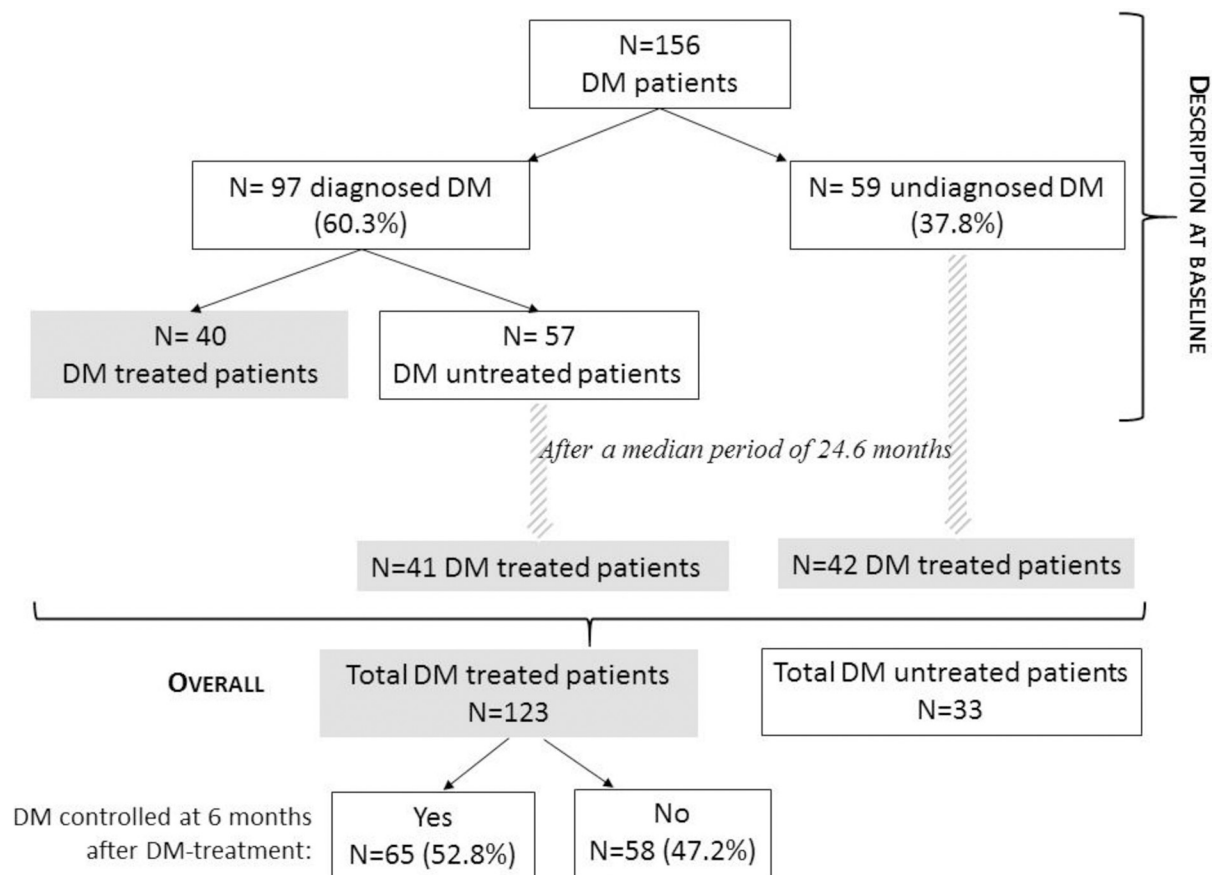 N=156
DM patients
DESCRIPTION AT BASELINE
N= 97 diagnosed DM
(60.3%)
N= 59 undiagnosed DM
(37.8%)
N= 40
DM treated patients
N= 57
DM untreated patients
After a median period of 24.6 months
N=41 DM treated patients
N=42 DM treated patients
OVERALL
Total DM treated patients
N=123
Total DM untreated patients
N=33
DM controlled at 6 months
after DM-treatment:
Yes
N=65 (52.8%)
No
N=58 (47.2%)